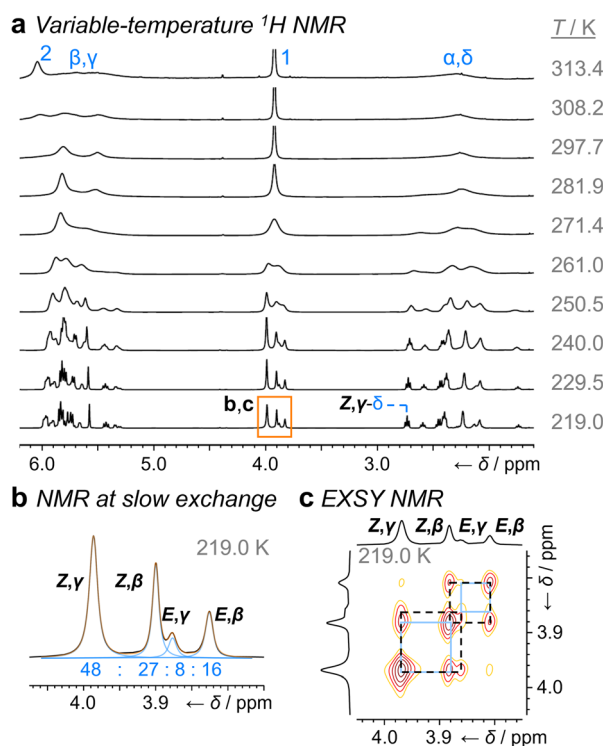 a Variable-temperature ¹H NMR
T / K
2 β,γ 1 α,δ
313.4
308.2
297.7
281.9
271.4
261.0
250.5
240.0
229.5
b,c Z,γ-δ
219.0
6.0 5.0 4.0 3.0 ← δ / ppm
b NMR at slow exchange
219.0 K
Z,γ Z,β E,γ E,β
48 : 27 : 8 : 16
4.0 3.9 ← δ / ppm
c EXSY NMR
Z,γ Z,β E,γ E,β
219.0 K
← δ / ppm
3.9
4.0
4.0 3.9 ← δ / ppm